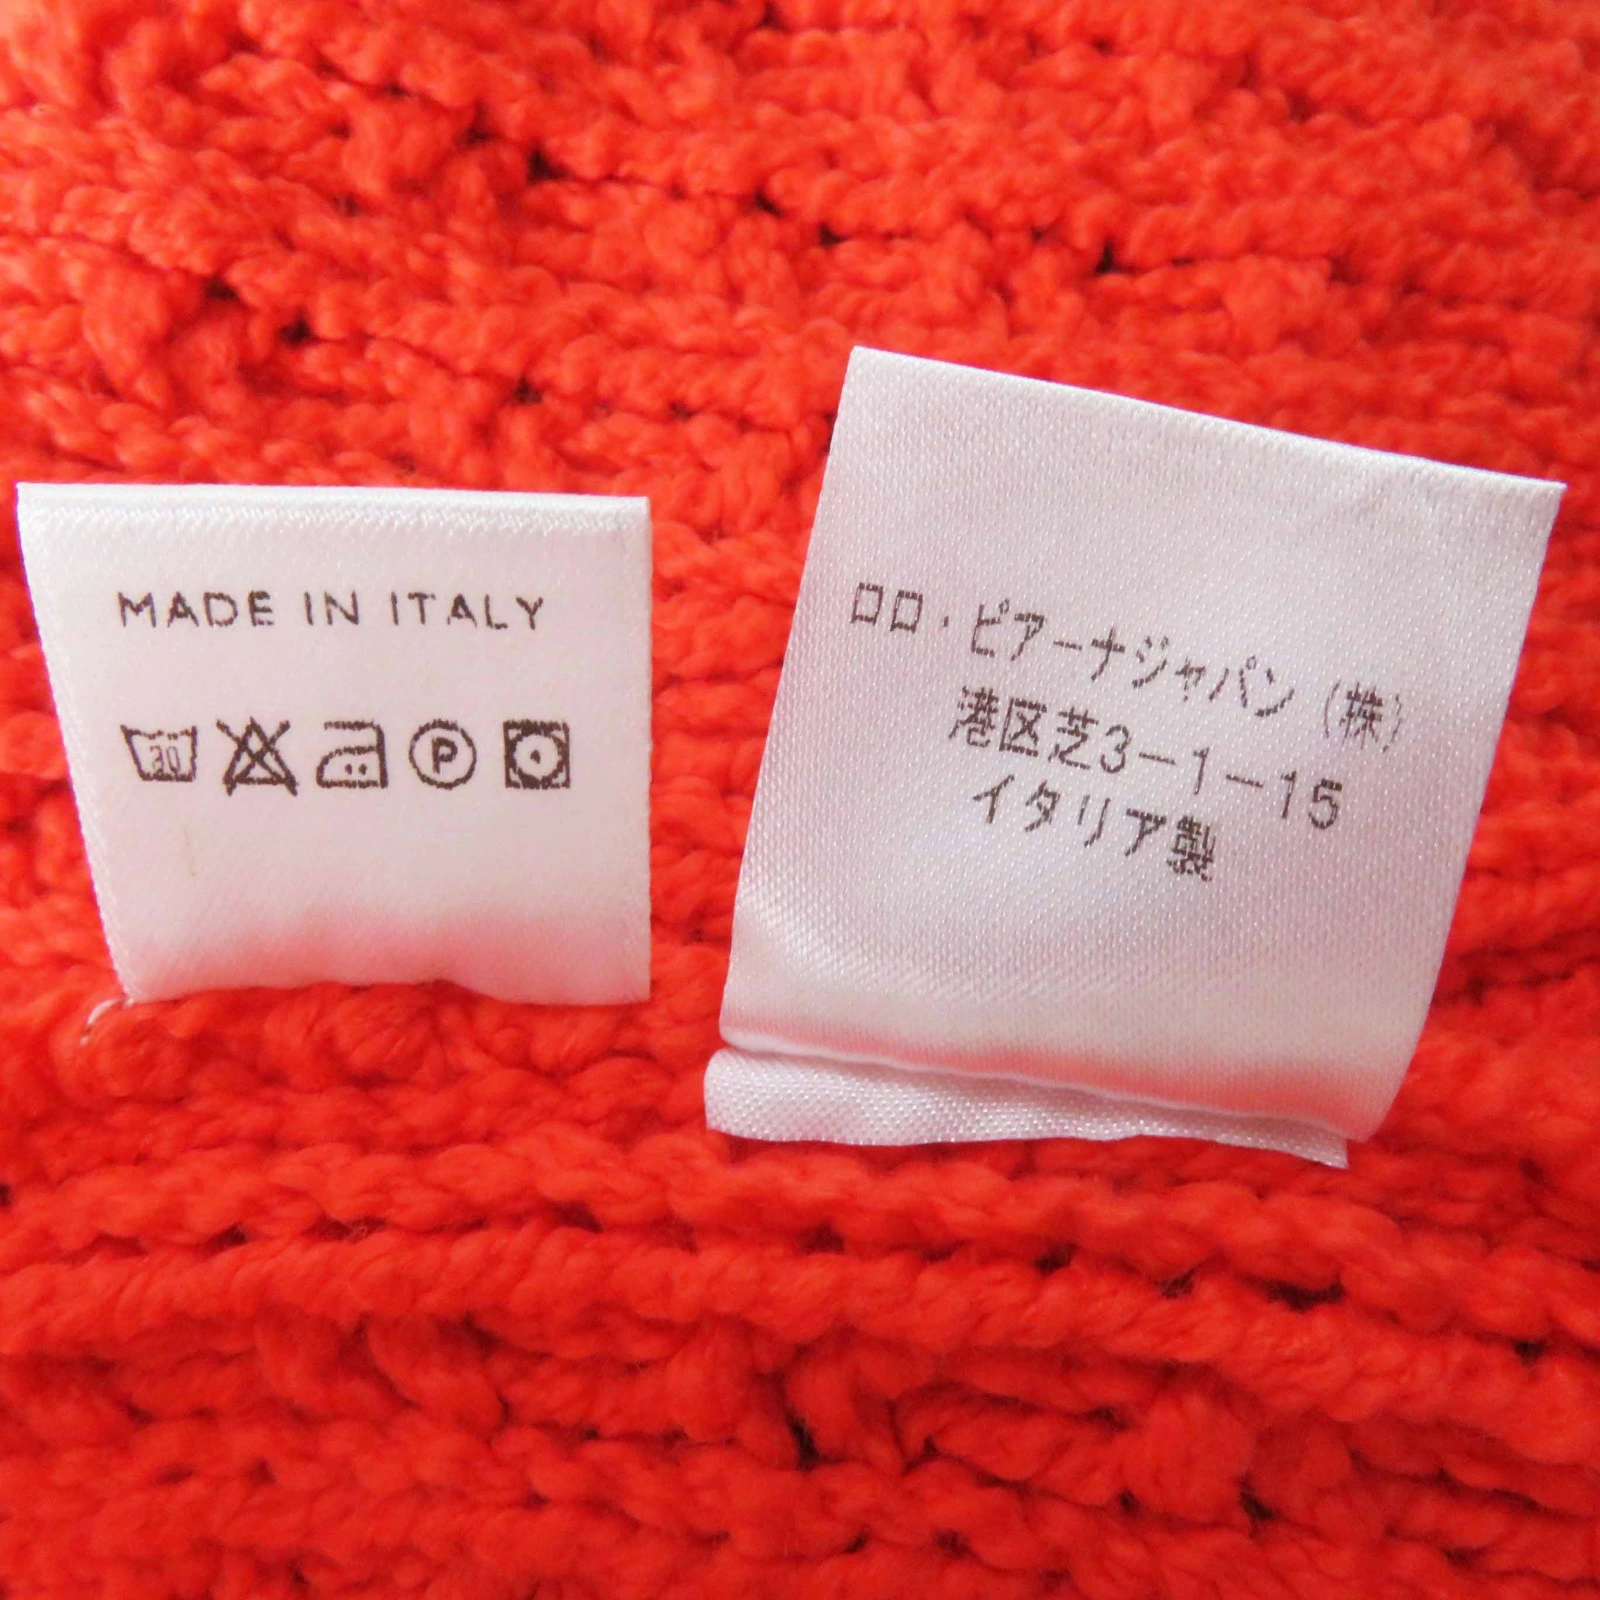 MADE IN ITALY
30
P
ロロ・ピアーナジャパン（株）
港区芝3－1－15
イタリア製